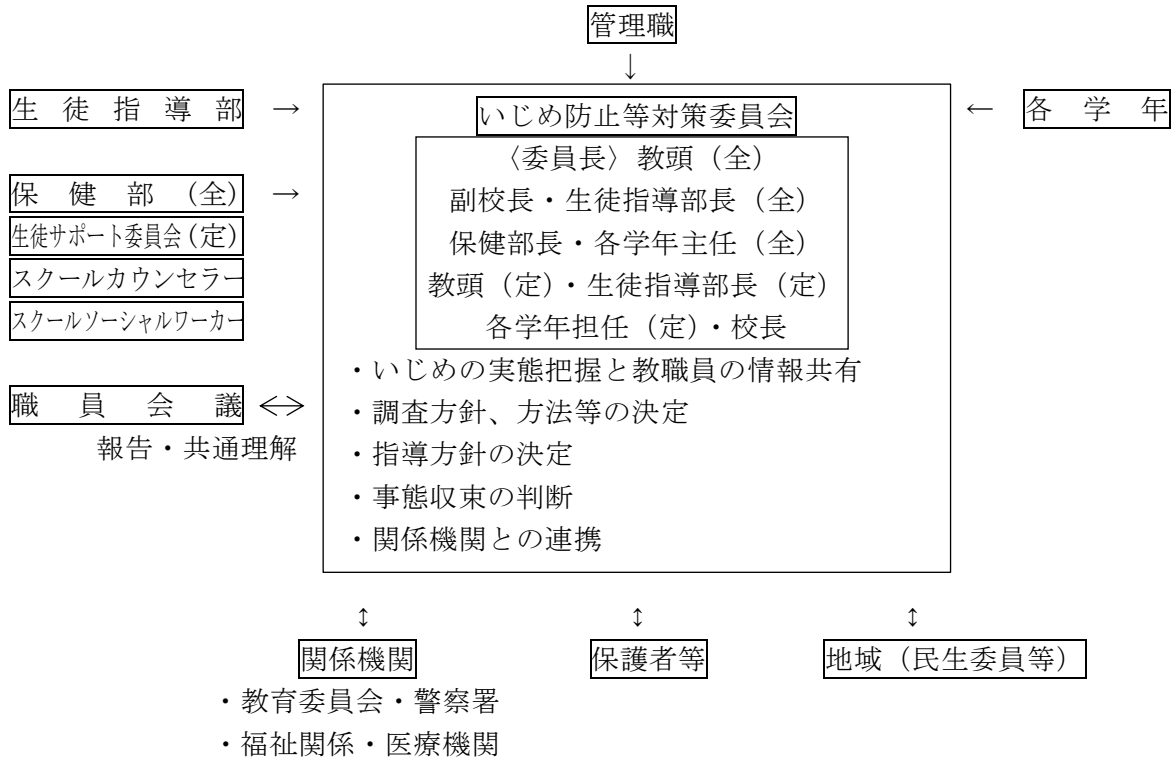 管理職
↓
生徒指導部 →
いじめ防止等対策委員会
← 各学年
〈委員長〉教頭（全）
副校長・生徒指導部長（全）
保健部長・各学年主任（全）
教頭（定）・生徒指導部長（定）
各学年担任（定）・校長
保健部（全） →
生徒サポート委員会(定)
スクールカウンセラー
スクールソーシャルワーカー
・いじめの実態把握と教職員の情報共有
・調査方針、方法等の決定
・指導方針の決定
・事態収束の判断
・関係機関との連携
職員会議 <->
報告・共通理解
↕ ↕ ↕
関係機関
保護者等
地域（民生委員等）
・教育委員会・警察署
・福祉関係・医療機関